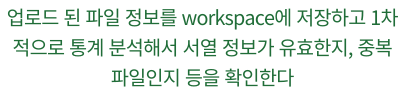 업로드 된 파일 정보를 workspace에 저장하고 1차
적으로 통계 분석해서 서열 정보가 유효한지, 중복
파일인지 등을 확인한다